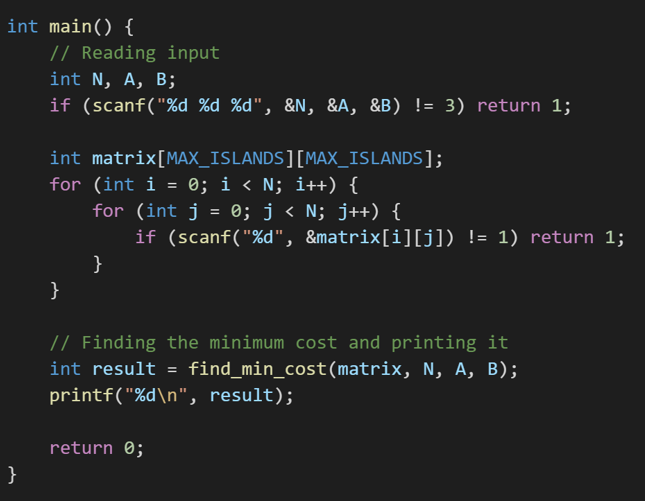 int main() {
    // Reading input
    int N, A, B;
    if (scanf("%d %d %d", &N, &A, &B) != 3) return 1;

    int matrix[MAX_ISLANDS][MAX_ISLANDS];
    for (int i = 0; i < N; i++) {
        for (int j = 0; j < N; j++) {
            if (scanf("%d", &matrix[i][j]) != 1) return 1;
        }
    }

    // Finding the minimum cost and printing it
    int result = find_min_cost(matrix, N, A, B);
    printf("%d\n", result);

    return 0;
}